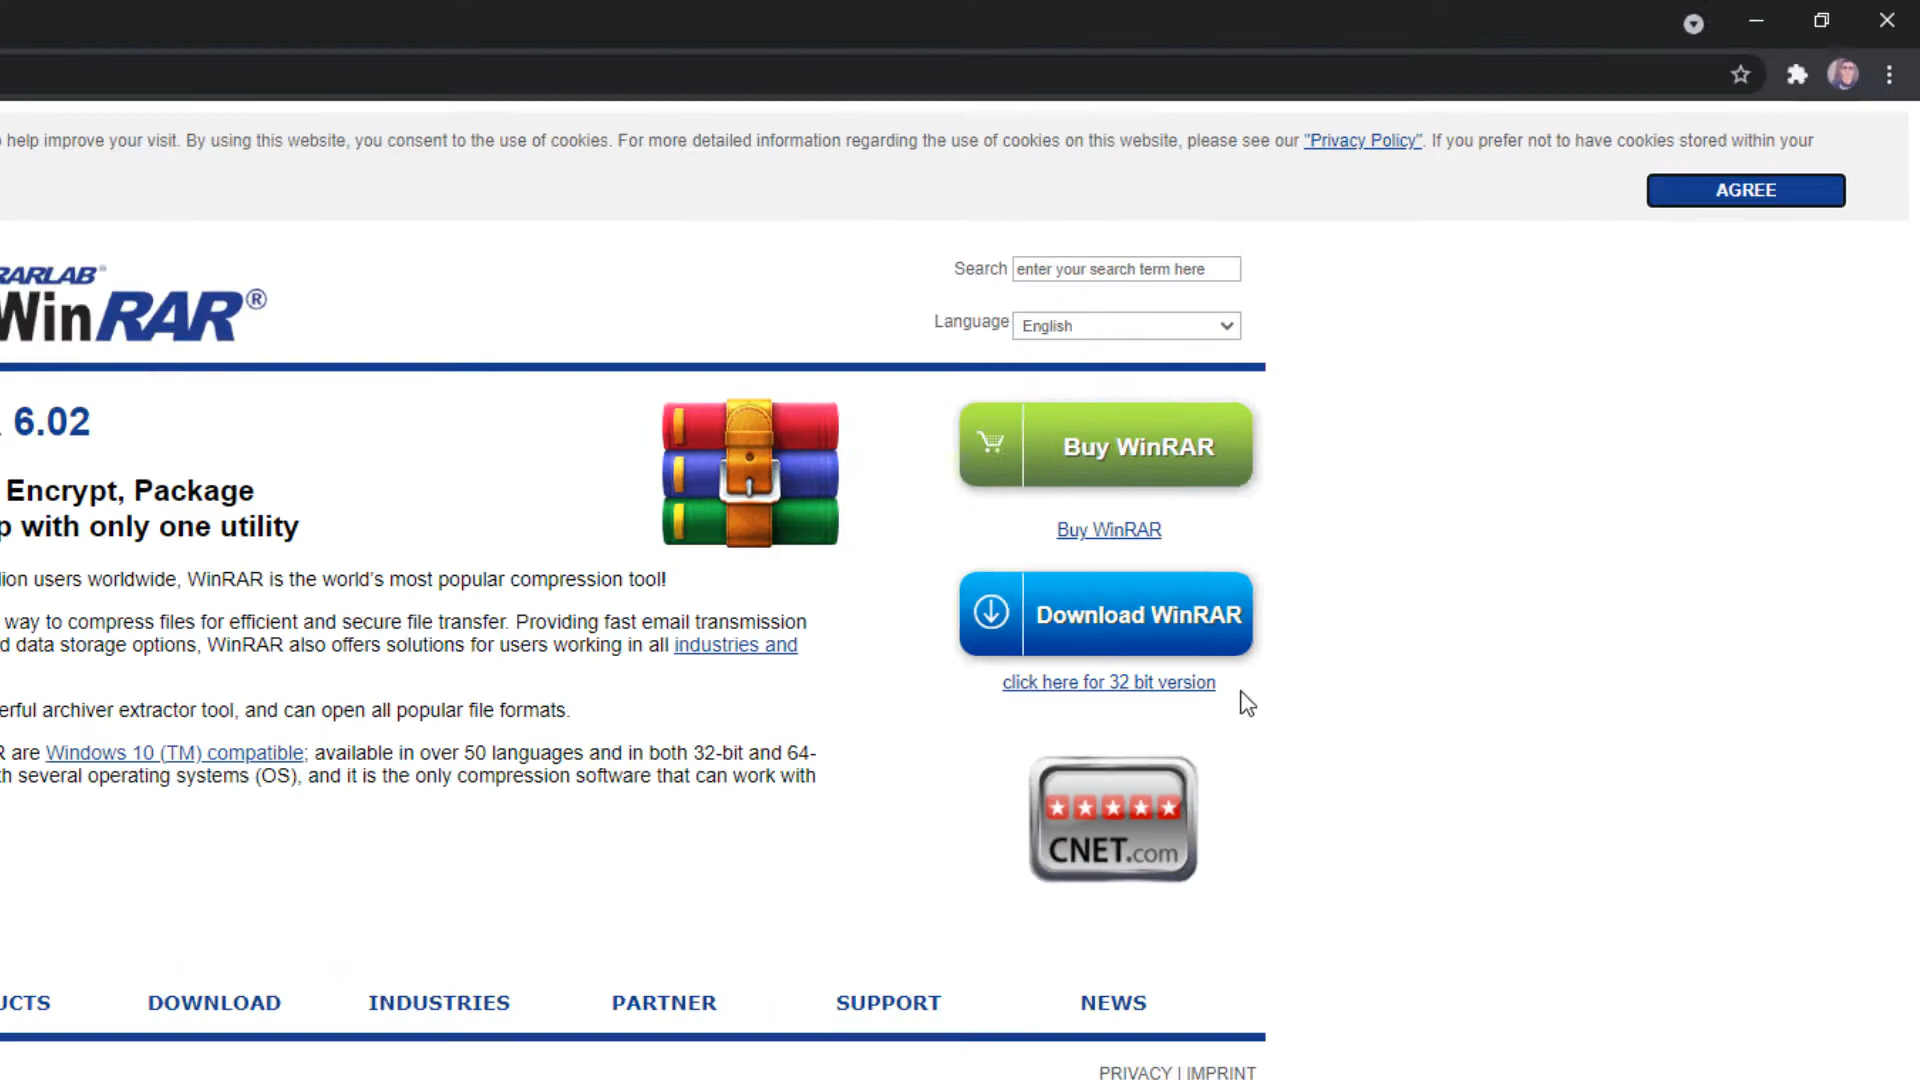 help improve your visit. By using this website, you consent to the use of cookies. For more detailed information regarding the use of cookies on this website, please see our "Privacy Policy". If you prefer not to have cookies stored within your
AGREE
RARLAB®
WinRAR®
Search enter your search term here
Language English
6.02
Encrypt, Package
with only one utility
Buy WinRAR
Buy WinRAR
users worldwide, WinRAR is the world's most popular compression tool!
way to compress files for efficient and secure file transfer. Providing fast email transmission
data storage options, WinRAR also offers solutions for users working in all industries and
Download WinRAR
click here for 32 bit version
archiver extractor tool, and can open all popular file formats.
are Windows 10 (TM) compatible; available in over 50 languages and in both 32-bit and 64-
several operating systems (OS), and it is the only compression software that can work with
CNET.com
DOWNLOAD INDUSTRIES PARTNER SUPPORT NEWS
PRIVACY | IMPRINT